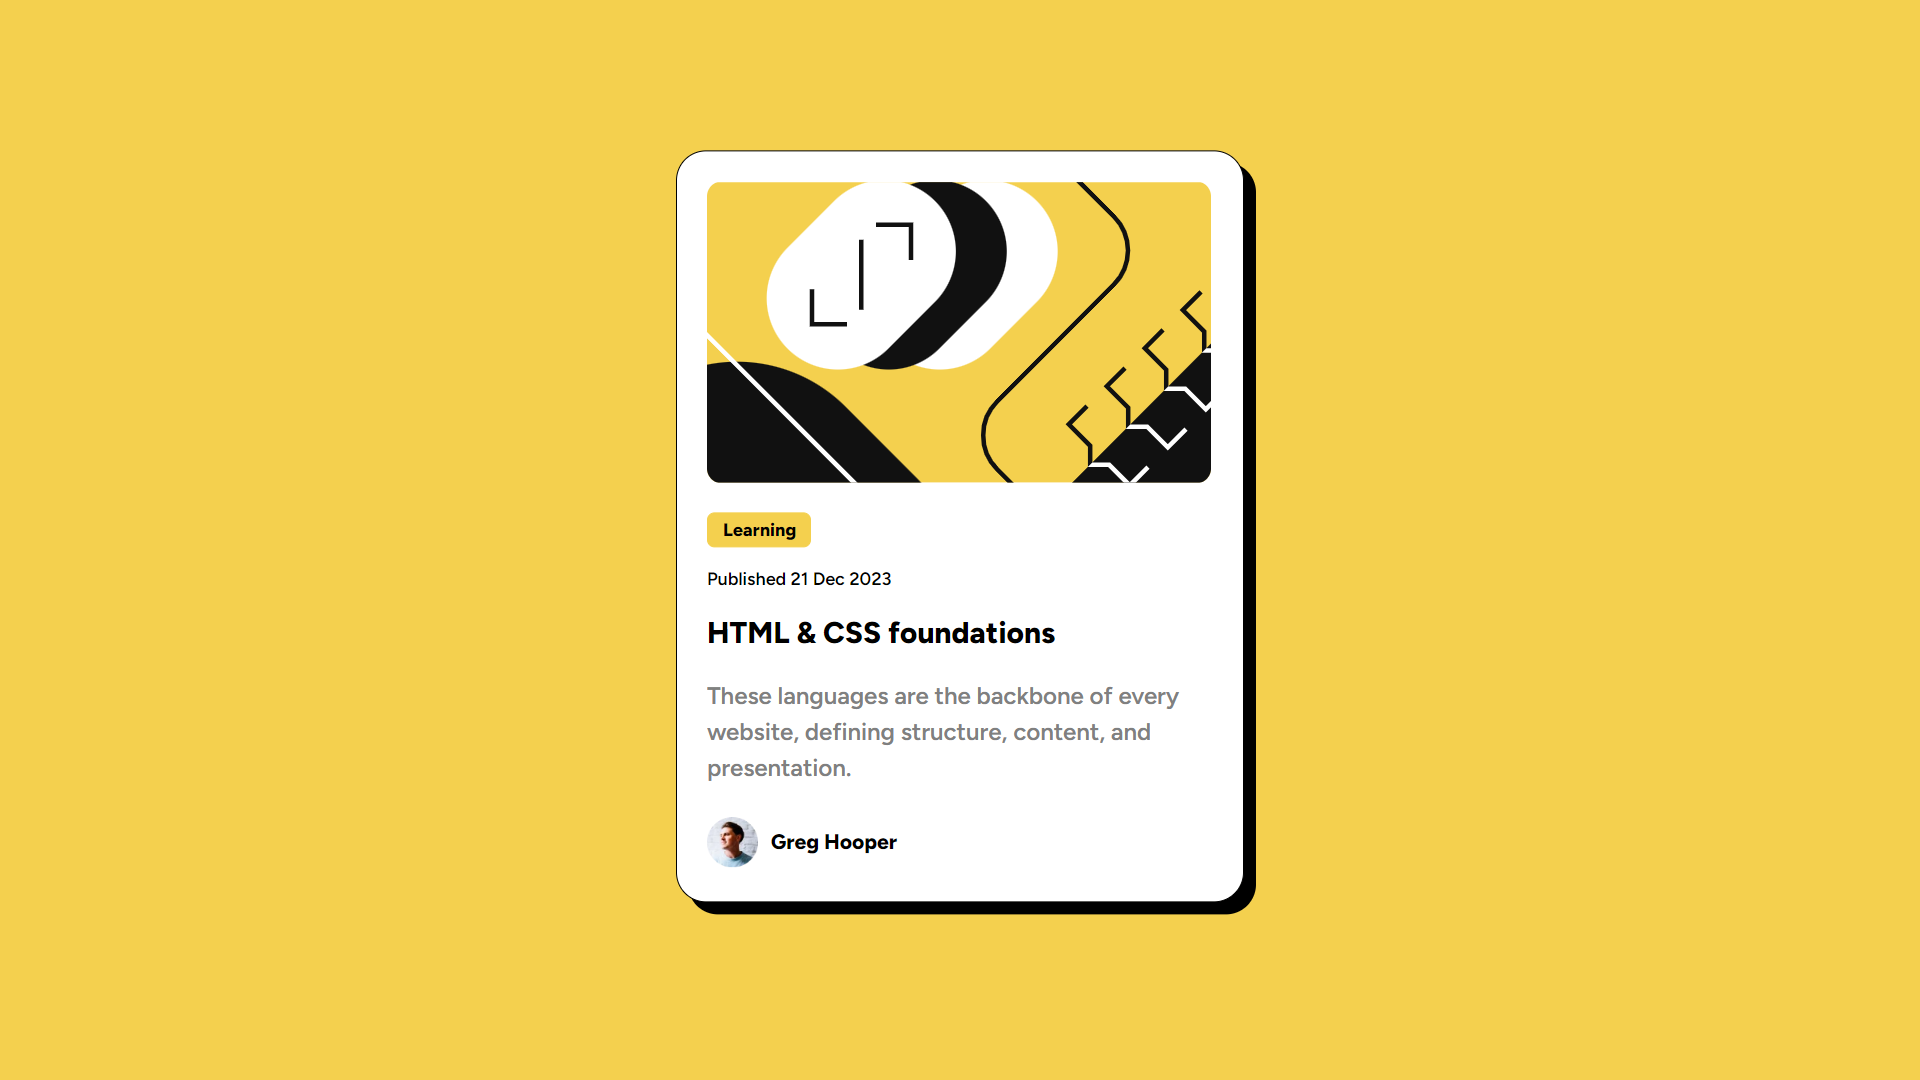 Learning
Published 21 Dec 2023
HTML & CSS foundations
These languages are the backbone of every
website, defining structure, content, and
presentation.
Greg Hooper